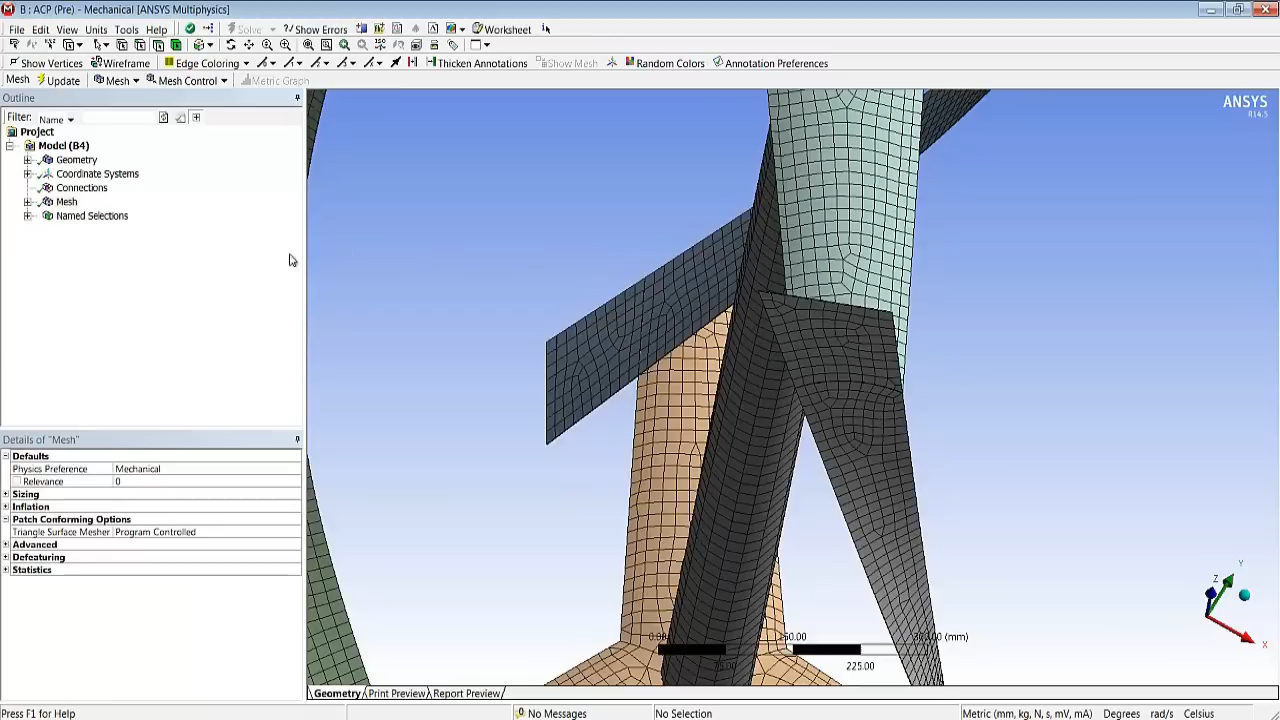 B : ACP (Pre) - Mechanical [ANSYS Multiphysics]
File Edit View Units Tools Help Solve Show Errors Worksheet
Show Vertices Wireframe Edge Coloring Thicken Annotations Show Mesh Random Colors Annotation Preferences
Mesh Update Mesh Mesh Control Metric Graph
Outline
Filter: Name
Project
Model (B4)
Geometry
Coordinate Systems
Connections
Mesh
Named Selections
Details of "Mesh"
Defaults
Physics Preference Mechanical
Relevance 0
Sizing
Inflation
Patch Conforming Options
Triangle Surface Mesher Program Controlled
Advanced
Defeaturing
Statistics
ANSYS
R14.5
Y
Z
X
(mm)
225.00
Geometry Print Preview Report Preview
Press F1 for Help No Messages No Selection Metric (mm, kg, N, s, mV, mA) Degrees rad/s Celsius